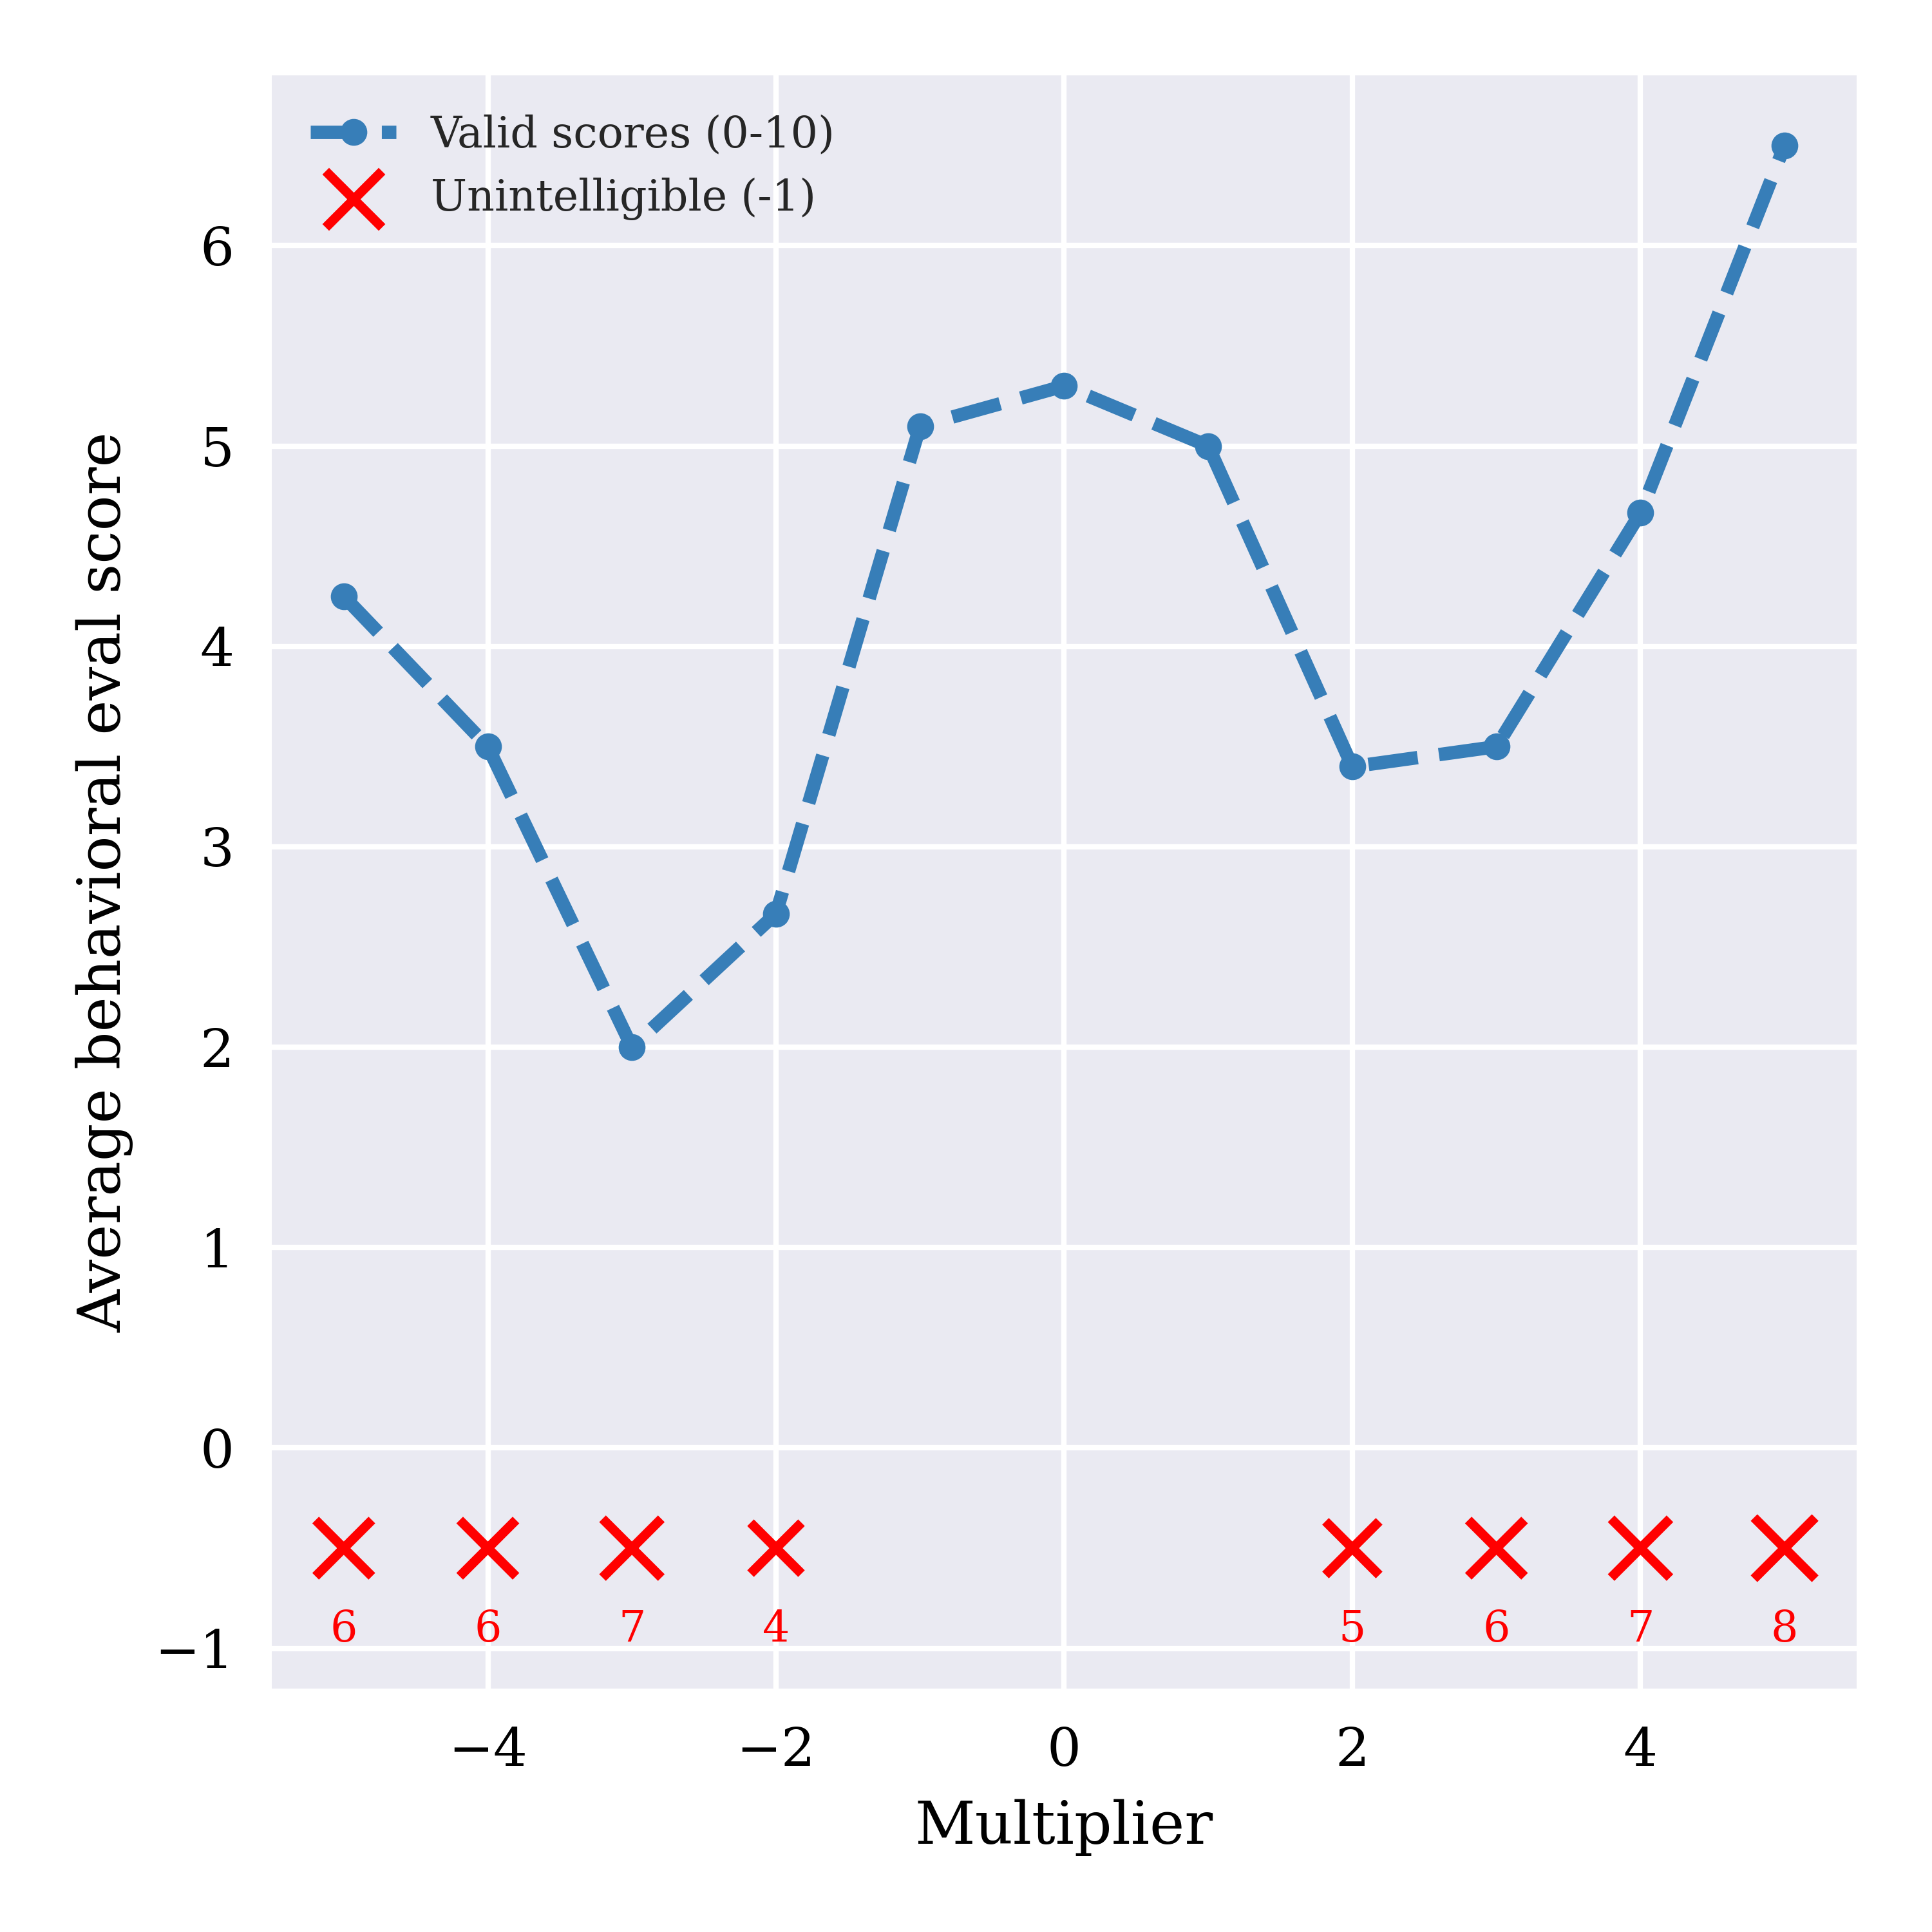 Valid scores (0-10)
Unintelligible (-1)
Average behavioral eval score
6
5
4
3
2
1
0
−1
6 6 7 4 5 6 7 8
−4 −2 0 2 4
Multiplier